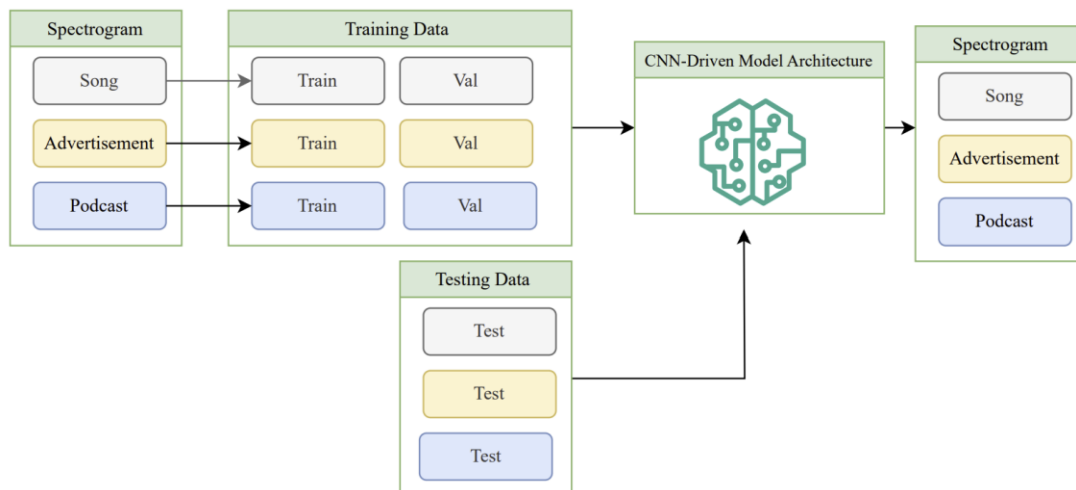 Spectrogram
Song
Advertisement
Podcast
Training Data
Train Val
Train Val
Train Val
CNN-Driven Model Architecture
Spectrogram
Song
Advertisement
Podcast
Testing Data
Test
Test
Test